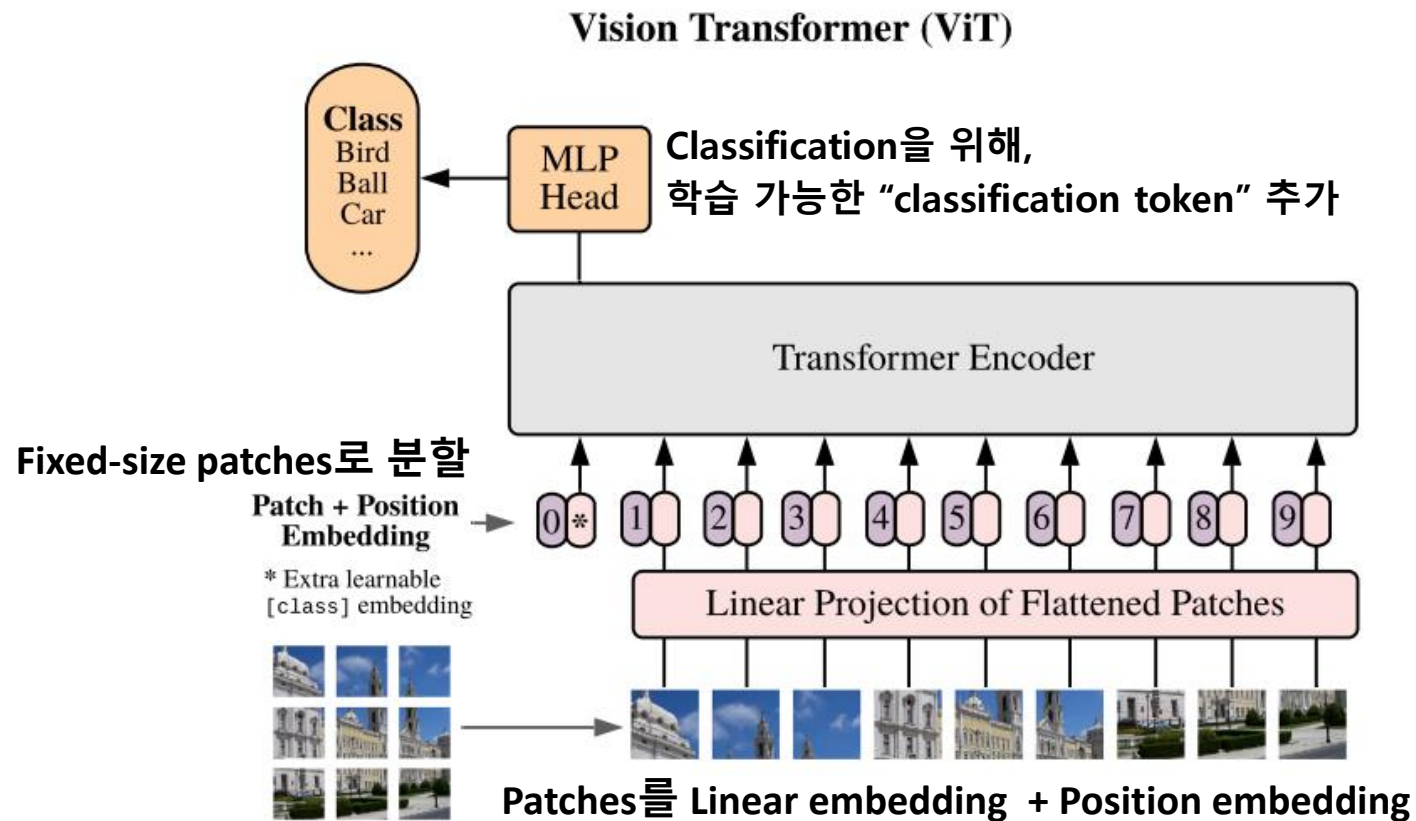 Vision Transformer (ViT)
Class
Bird
Ball
Car
...
MLP
Head
Classification을 위해,
학습 가능한 “classification token” 추가
Transformer Encoder
Fixed-size patches로 분할
Patch + Position
Embedding
* Extra learnable
[class] embedding
0 * 1 2 3 4 5 6 7 8 9
Linear Projection of Flattened Patches
Patches를 Linear embedding + Position embedding